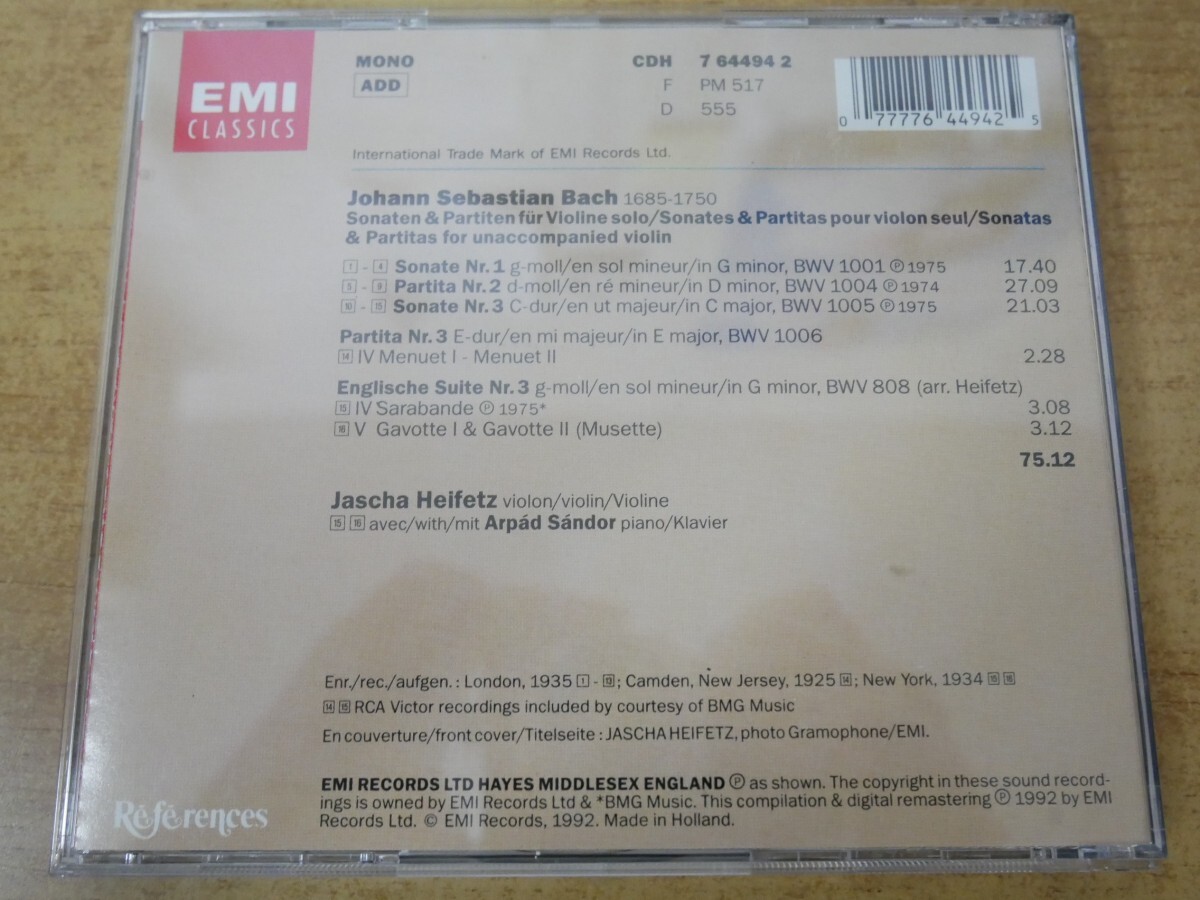 EMI
CLASSICS
MONO
ADD
CDH 7 64494 2
F PM 517
D 555
0 77776 44942 5
International Trade Mark of EMI Records Ltd.
Johann Sebastian Bach 1685-1750
Sonaten & Partiten für Violine solo/Sonates & Partitas pour violon seul/Sonatas
& Partitas for unaccompanied violin
1 - 4 Sonate Nr. 1 g-moll/en sol mineur/in G minor, BWV 1001 ℗ 1975 17.40
5 - 9 Partita Nr. 2 d-moll/en ré mineur/in D minor, BWV 1004 ℗ 1974 27.09
Sonate Nr. 3 C-dur/en ut majeur/in C major, BWV 1005 ℗ 1975 21.03
Partita Nr. 3 E-dur/en mi majeur/in E major, BWV 1006
14 IV Menuet I - Menuet II 2.28
Englische Suite Nr. 3 g-moll/en sol mineur/in G minor, BWV 808 (arr. Heifetz)
15 IV Sarabande ℗ 1975* 3.08
16 V Gavotte I & Gavotte II (Musette) 3.12
75.12
Jascha Heifetz violon/violin/Violine
15 16 avec/with/mit Arpád Sándor piano/Klavier
Enr./rec./aufgen. : London, 1935 1 - 13; Camden, New Jersey, 1925 14; New York, 1934 15 16
14 15 RCA Victor recordings included by courtesy of BMG Music
En couverture/front cover/Titelseite : JASCHA HEIFETZ, photo Gramophone/EMI.
EMI RECORDS LTD HAYES MIDDLESEX ENGLAND ℗ as shown. The copyright in these sound record-
ings is owned by EMI Records Ltd & *BMG Music. This compilation & digital remastering ℗ 1992 by EMI
Records Ltd. © EMI Records, 1992. Made in Holland.
Références